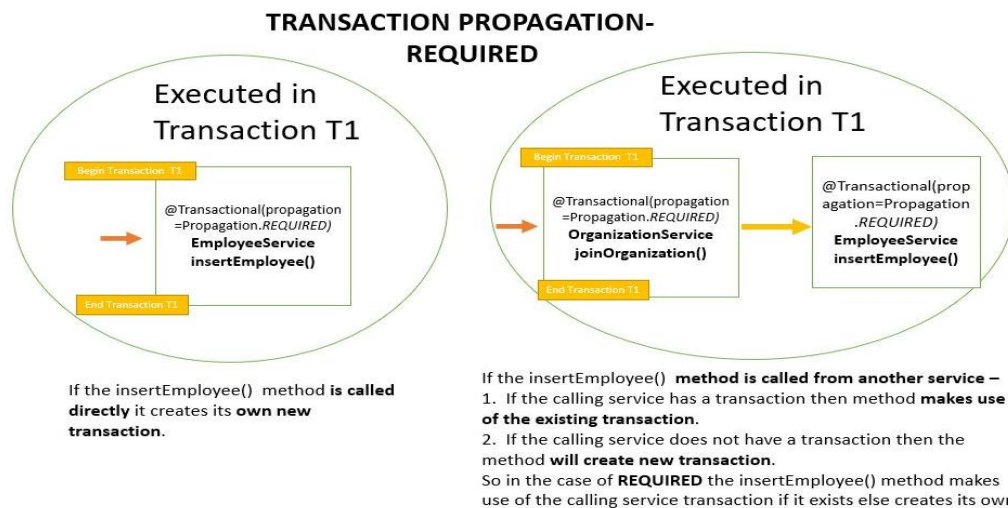 TRANSACTION PROPAGATION-
REQUIRED
Executed in
Transaction T1
Begin Transaction T1
@Transactional(propagation
=Propagation.REQUIRED)
EmployeeService
insertEmployee()
End Transaction T1
If the insertEmployee() method is called
directly it creates its own new
transaction.
Executed in
Transaction T1
Begin Transaction T1
@Transactional(propagation
=Propagation.REQUIRED)
OrganizationService
joinOrganization()
End Transaction T1
@Transactional(prop
agation=Propagation
.REQUIRED)
EmployeeService
insertEmployee()
If the insertEmployee() method is called from another service –
1. If the calling service has a transaction then method makes use
of the existing transaction.
2. If the calling service does not have a transaction then the
method will create new transaction.
So in the case of REQUIRED the insertEmployee() method makes
use of the calling service transaction if it exists else creates its own